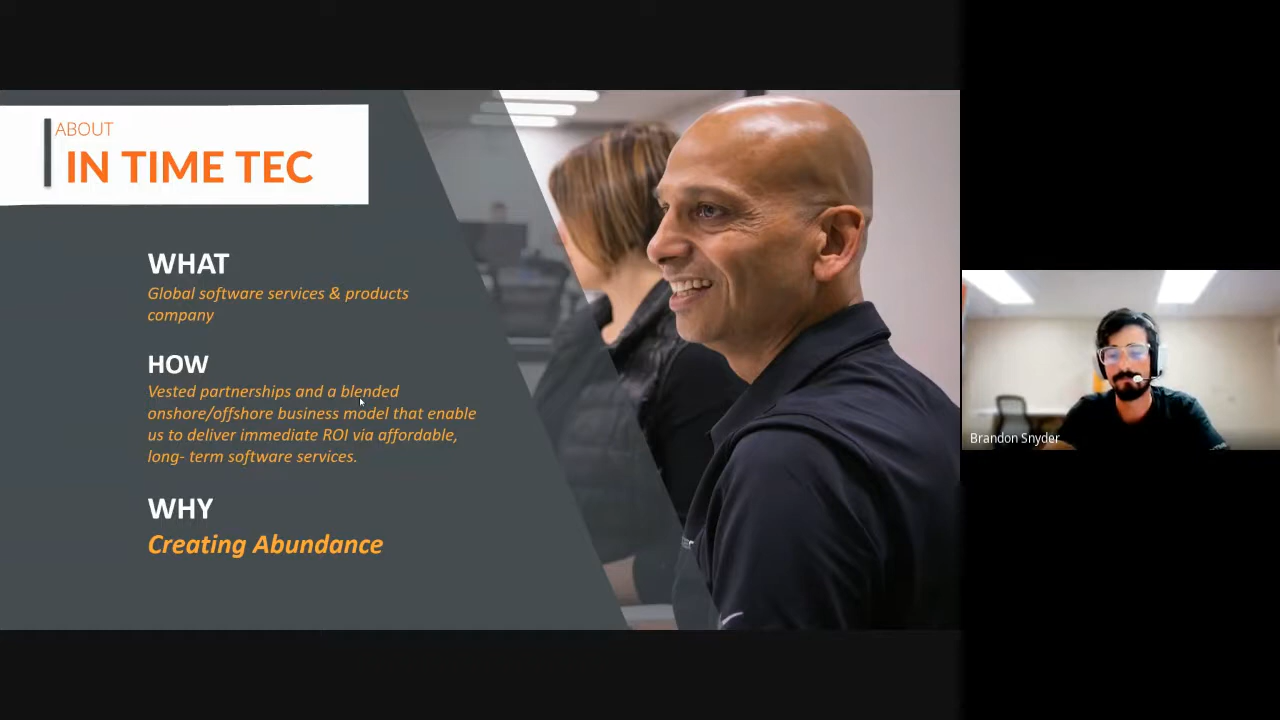 ABOUT
IN TIME TEC
WHAT
Global software services & products
company
HOW
Vested partnerships and a blended
onshore/offshore business model that enable
us to deliver immediate ROI via affordable,
long- term software services.
WHY
Creating Abundance
Brandon Snyder